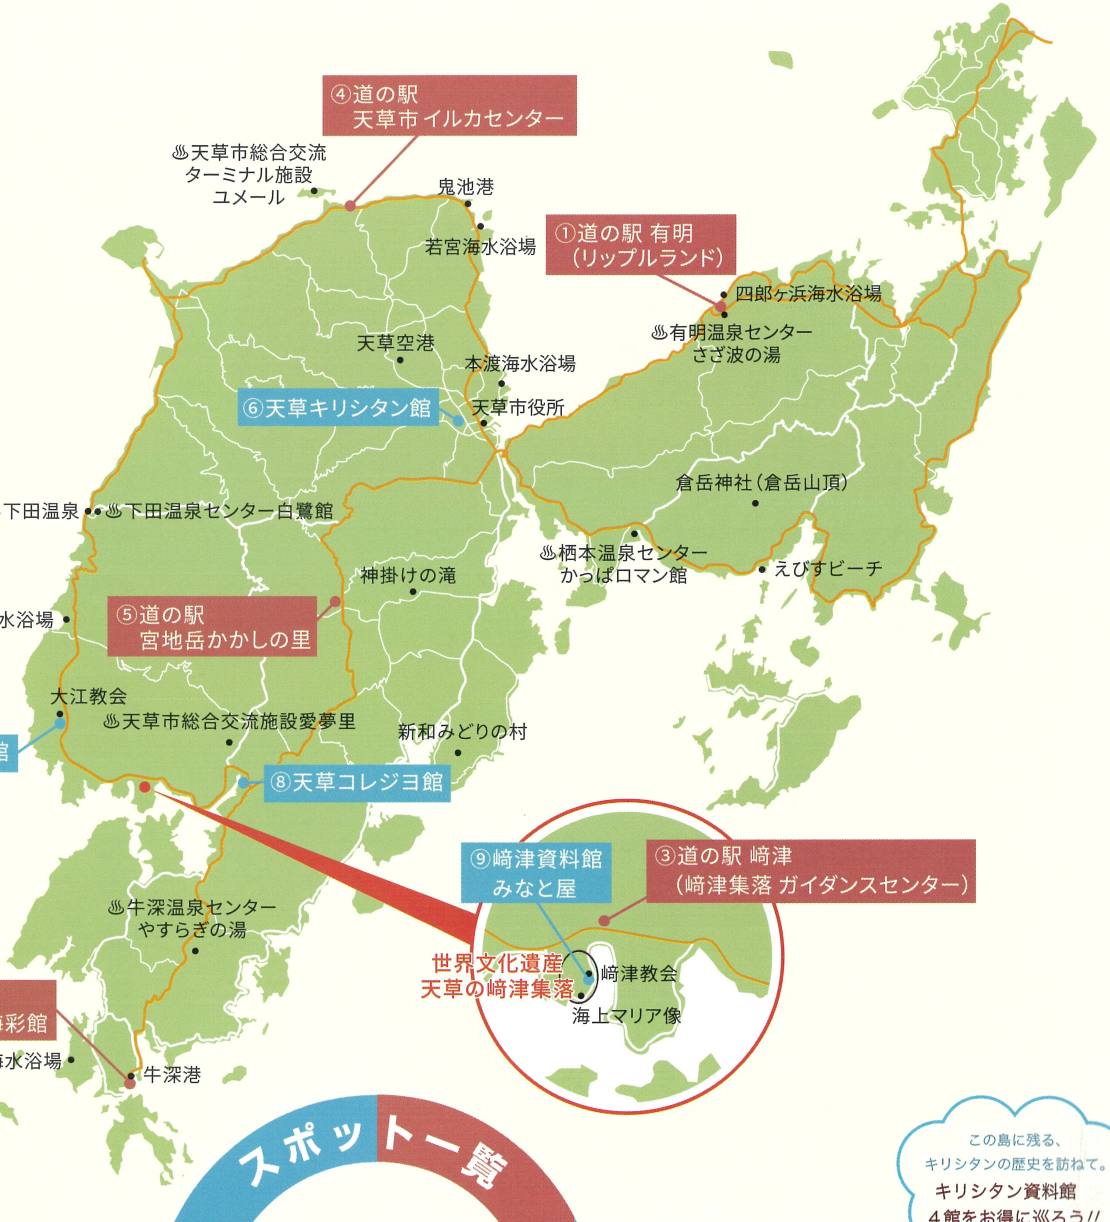 ④道の駅
天草市イルカセンター
♨天草市総合交流
ターミナル施設
ユメール
鬼池港
若宮海水浴場
①道の駅 有明
（リップルランド）
四郎ヶ浜海水浴場
♨有明温泉センター
さざ波の湯
天草空港
本渡海水浴場
⑥天草キリシタン館
天草市役所
倉岳神社（倉岳山頂）
下田温泉
♨下田温泉センター白鷺館
♨栖本温泉センター
かっぱロマン館
えびすビーチ
神掛けの滝
⑤道の駅
宮地岳かかしの里
水浴場
大江教会
♨天草市総合交流施設愛夢里
新和みどりの村
館
⑧天草コレジヨ館
⑨﨑津資料館
みなと屋
③道の駅 﨑津
（﨑津集落 ガイダンスセンター）
♨牛深温泉センター
やすらぎの湯
世界文化遺産
天草の﨑津集落
﨑津教会
海上マリア像
海彩館
海水浴場
牛深港
スポット一覧
この島に残る、
キリシタンの歴史を訪ねて。
キリシタン資料館
4館をお得に巡ろう!!